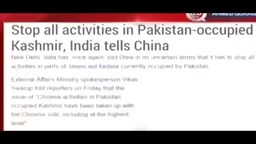 Stop all activities in Pakistan-occupied
Kashmir, India tells China
New Delhi: India has, once again, told China in no uncertain terms that it has to stop all
activities in parts of Jammu and Kashmir currently occupied by Pakistan.
External Affairs Ministry spokesperson Vikas
Swarup told reporters on Friday that the
issue of "Chinese activities in Pakistan
occupied Kashmir have been taken up with
the Chinese side, including at the highest
level"